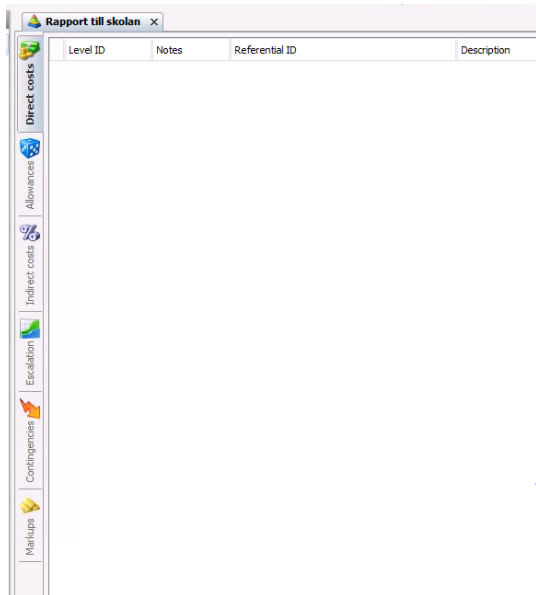 Rapport till skolan
Level ID Notes Referential ID Description
Direct costs
Allowances
Indirect costs
Escalation
Contingencies
Markups